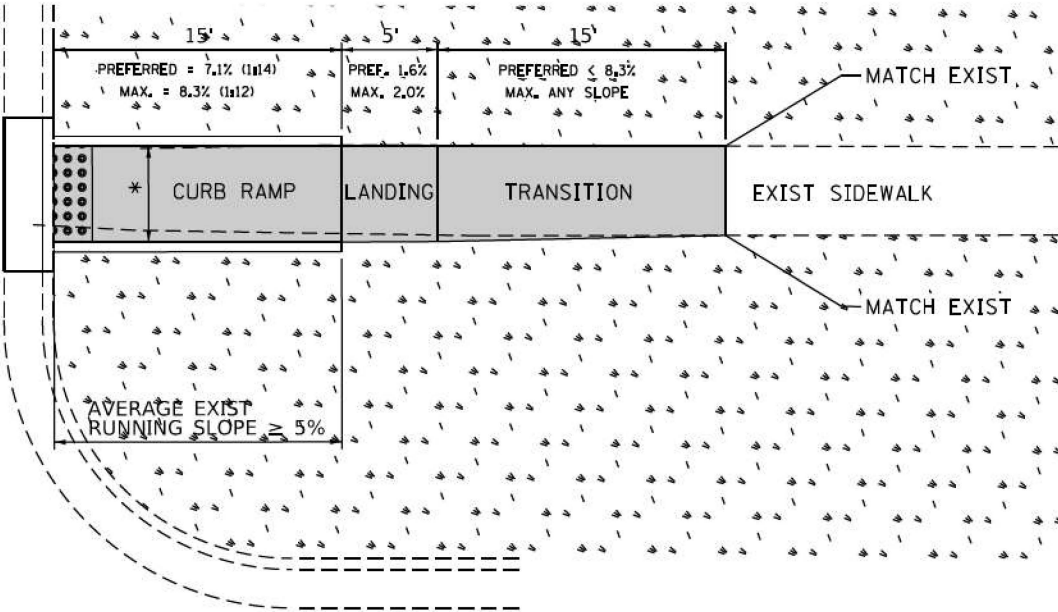 15' 5' 15'
PREFERRED = 7.1% (1:14) PREF. 1.6% PREFERRED < 8.3%
MAX. = 8.3% (1:12) MAX. 2.0% MAX. ANY SLOPE
MATCH EXIST
* CURB RAMP LANDING TRANSITION EXIST SIDEWALK
MATCH EXIST
AVERAGE EXIST
RUNNING SLOPE ≥ 5%